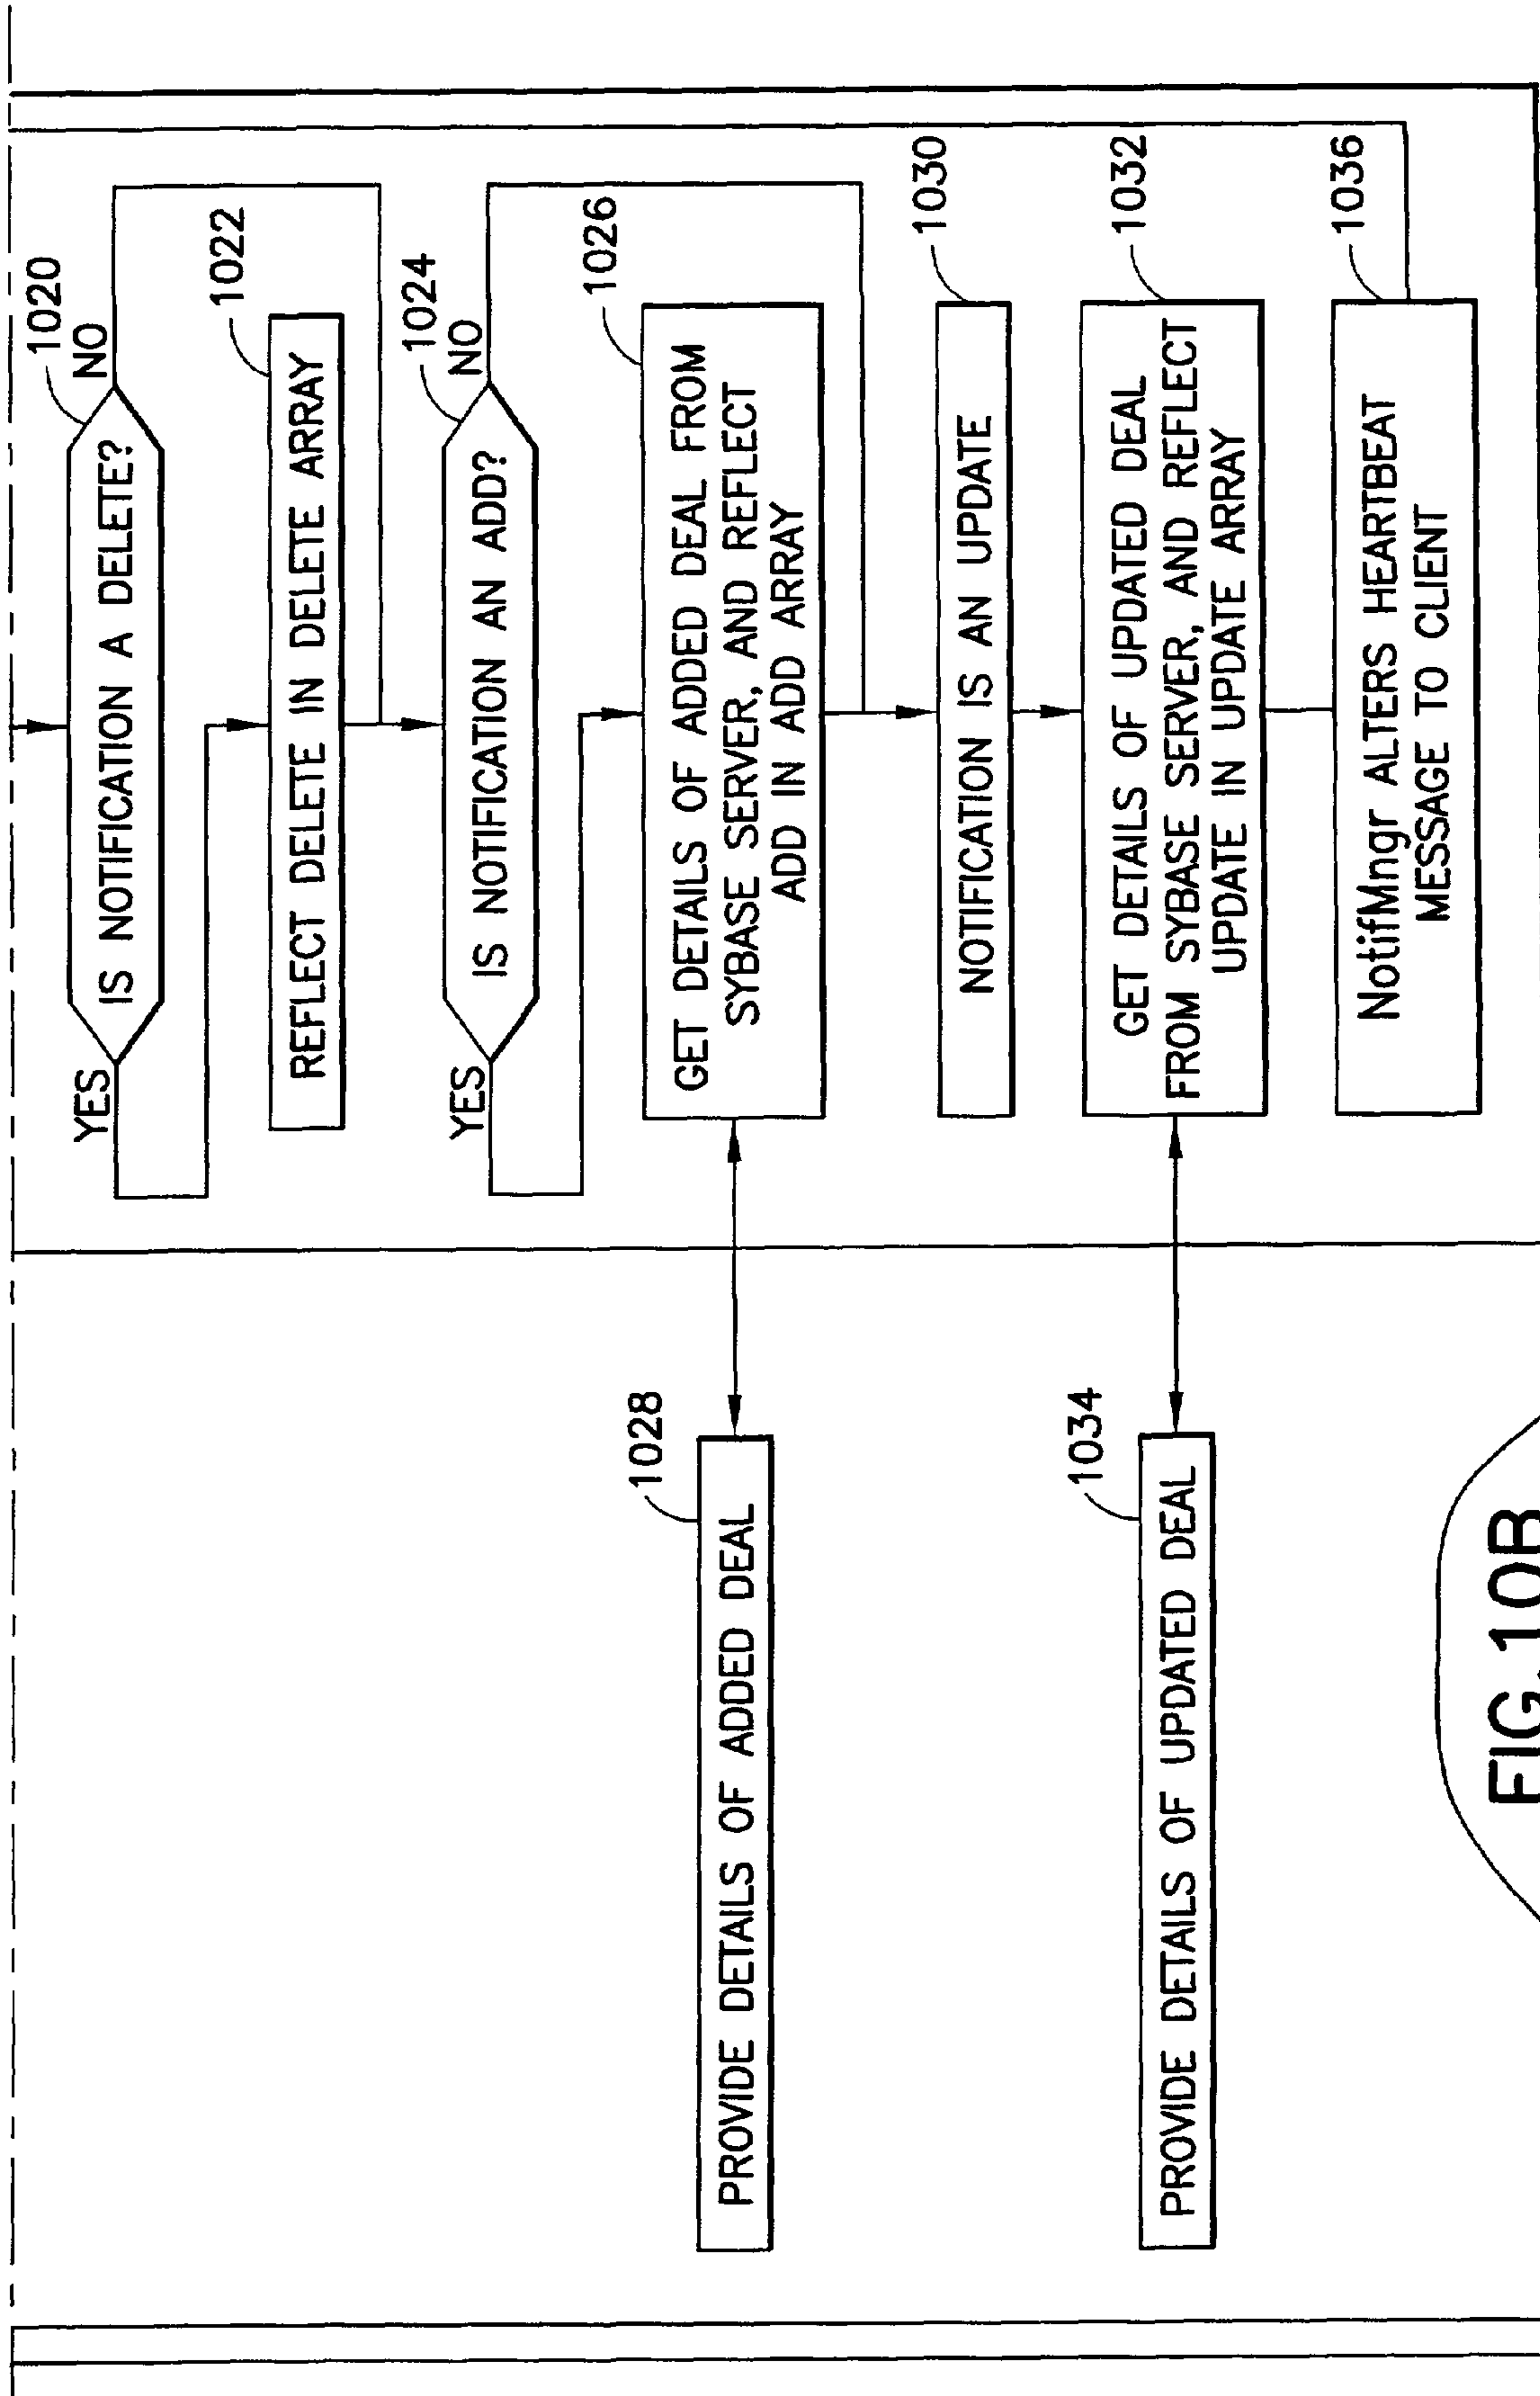 1020
YES
IS NOTIFICATION A DELETE?
NO
1022
REFLECT DELETE IN DELETE ARRAY
1024
YES
IS NOTIFICATION AN ADD?
NO
1026
GET DETAILS OF ADDED DEAL FROM
SYBASE SERVER, AND REFLECT
ADD IN ADD ARRAY
1028
PROVIDE DETAILS OF ADDED DEAL
1030
NOTIFICATION IS AN UPDATE
1032
GET DETAILS OF UPDATED DEAL
FROM SYBASE SERVER, AND REFLECT
UPDATE IN UPDATE ARRAY
1034
PROVIDE DETAILS OF UPDATED DEAL
1036
NotifMngr ALTERS HEARTBEAT
MESSAGE TO CLIENT
FIG.10B